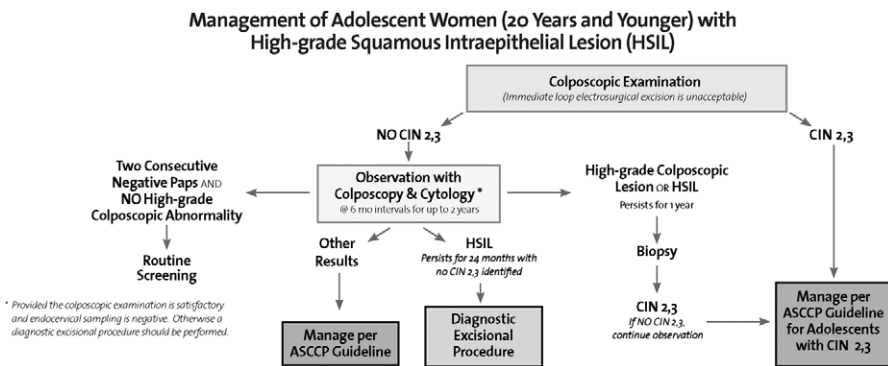 Management of Adolescent Women (20 Years and Younger) with
High-grade Squamous Intraepithelial Lesion (HSIL)
Colposcopic Examination
(Immediate loop electrosurgical excision is unacceptable)
NO CIN 2,3
CIN 2,3
Two Consecutive
Negative Paps AND
NO High-grade
Colposcopic Abnormality
Observation with
Colposcopy & Cytology *
@ 6 mo intervals for up to 2 years
High-grade Colposcopic
Lesion OR HSIL
Persists for 1 year
Routine
Screening
Other
Results
HSIL
Persists for 24 months with
no CIN 2,3 identified
Biopsy
* Provided the colposcopic examination is satisfactory
and endocervical sampling is negative. Otherwise a
diagnostic excisional procedure should be performed.
Manage per
ASCCP Guideline
Diagnostic
Excisional
Procedure
CIN 2,3
If NO CIN 2,3,
continue observation
Manage per
ASCCP Guideline
for Adolescents
with CIN 2,3